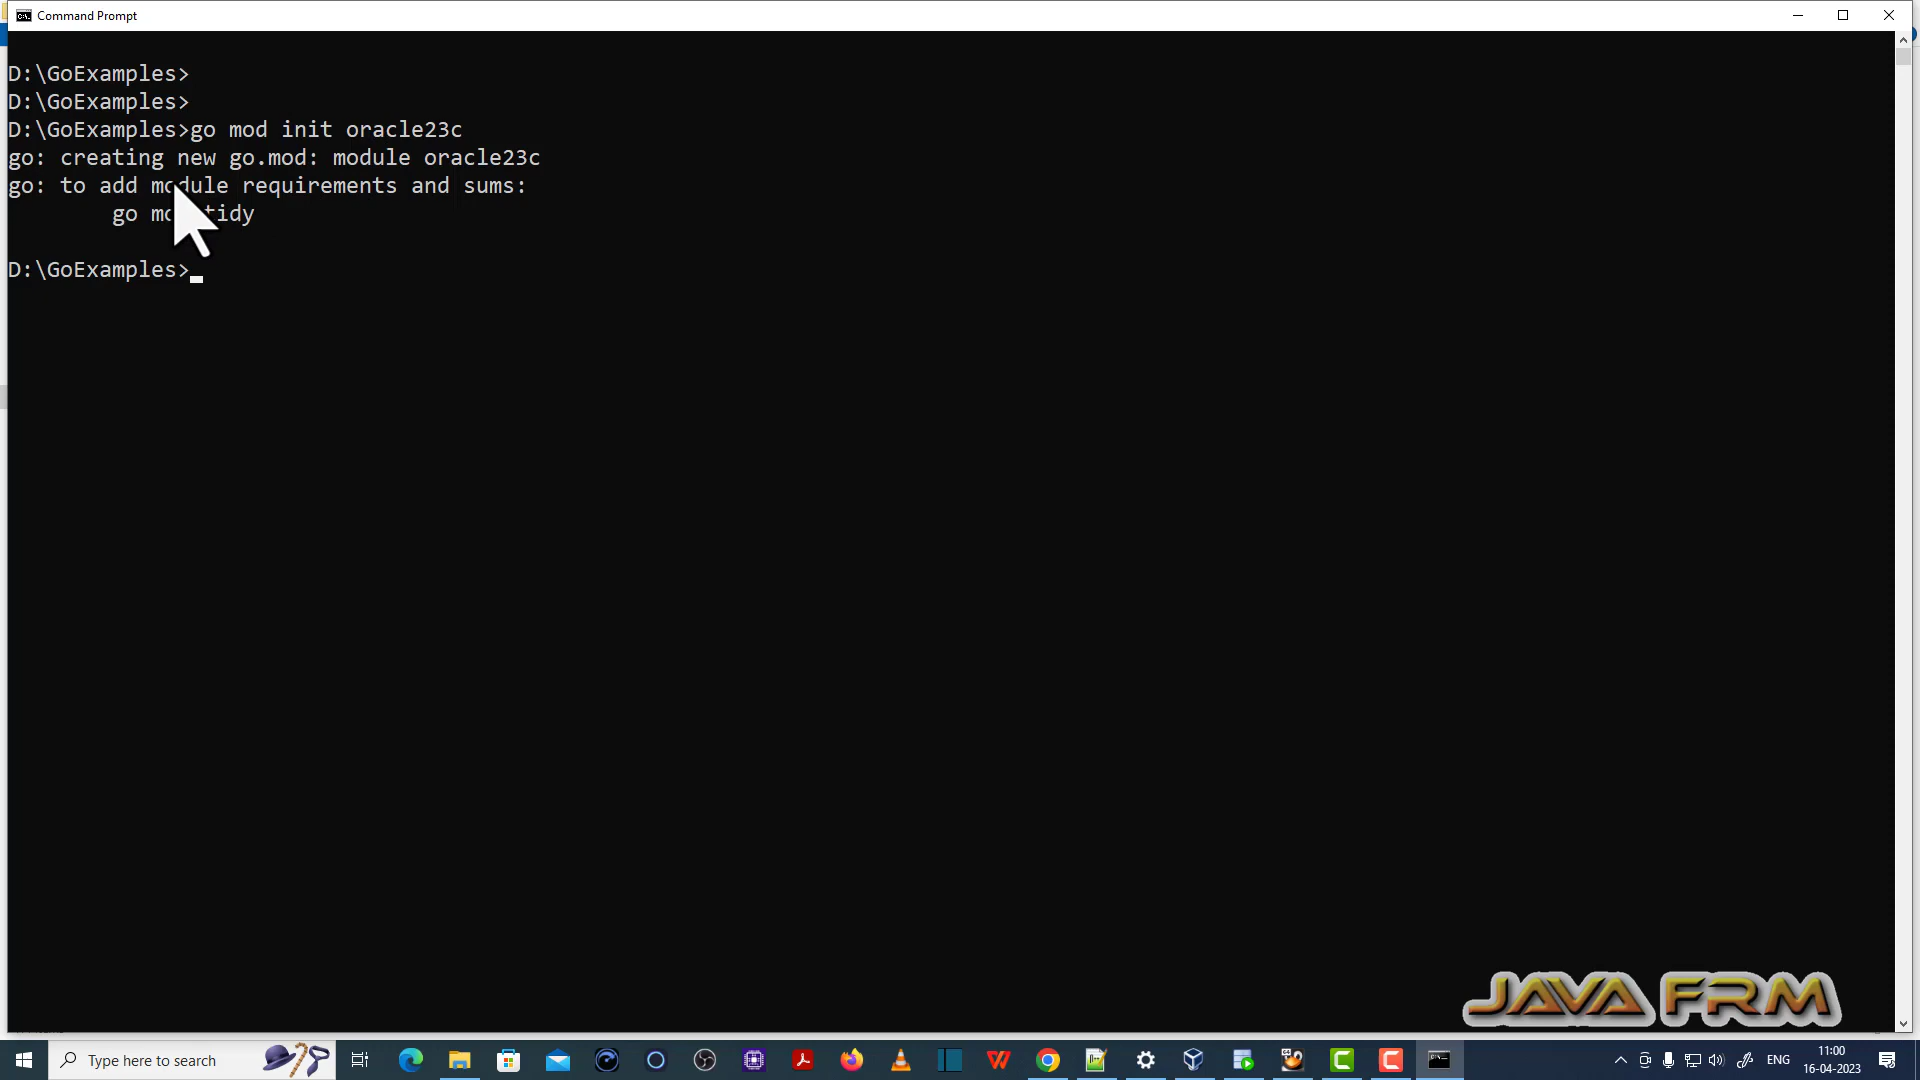 Command Prompt
D:\GoExamples>
D:\GoExamples>
D:\GoExamples>go mod init oracle23c
go: creating new go.mod: module oracle23c
go: to add module requirements and sums:
go mod tidy
D:\GoExamples>
JAVA FRM
Type here to search
ENG
11:00
16-04-2023